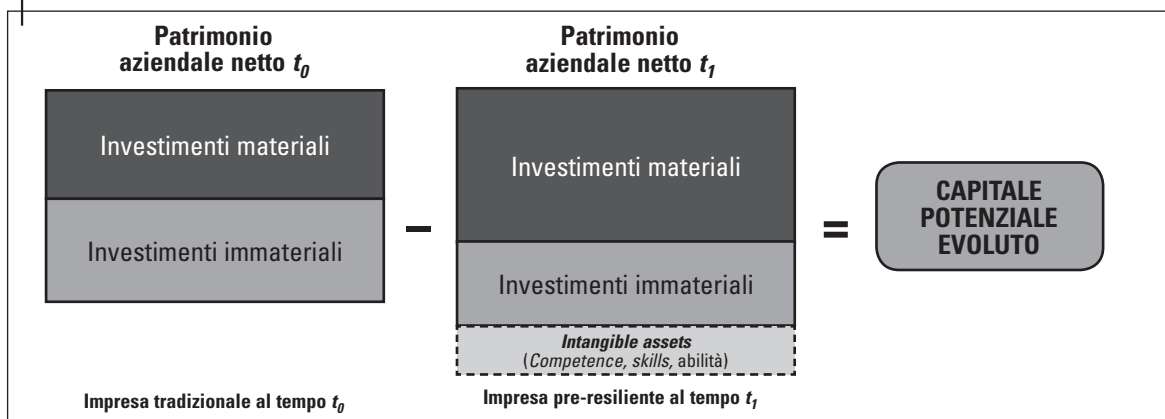 Patrimonio
aziendale netto t0
Patrimonio
aziendale netto t1
Investimenti materiali
Investimenti immateriali
–
Investimenti materiali
Investimenti immateriali
Intangible assets
(Competence, skills, abilità)
=
CAPITALE
POTENZIALE
EVOLUTO
Impresa tradizionale al tempo t0
Impresa pre-resiliente al tempo t1